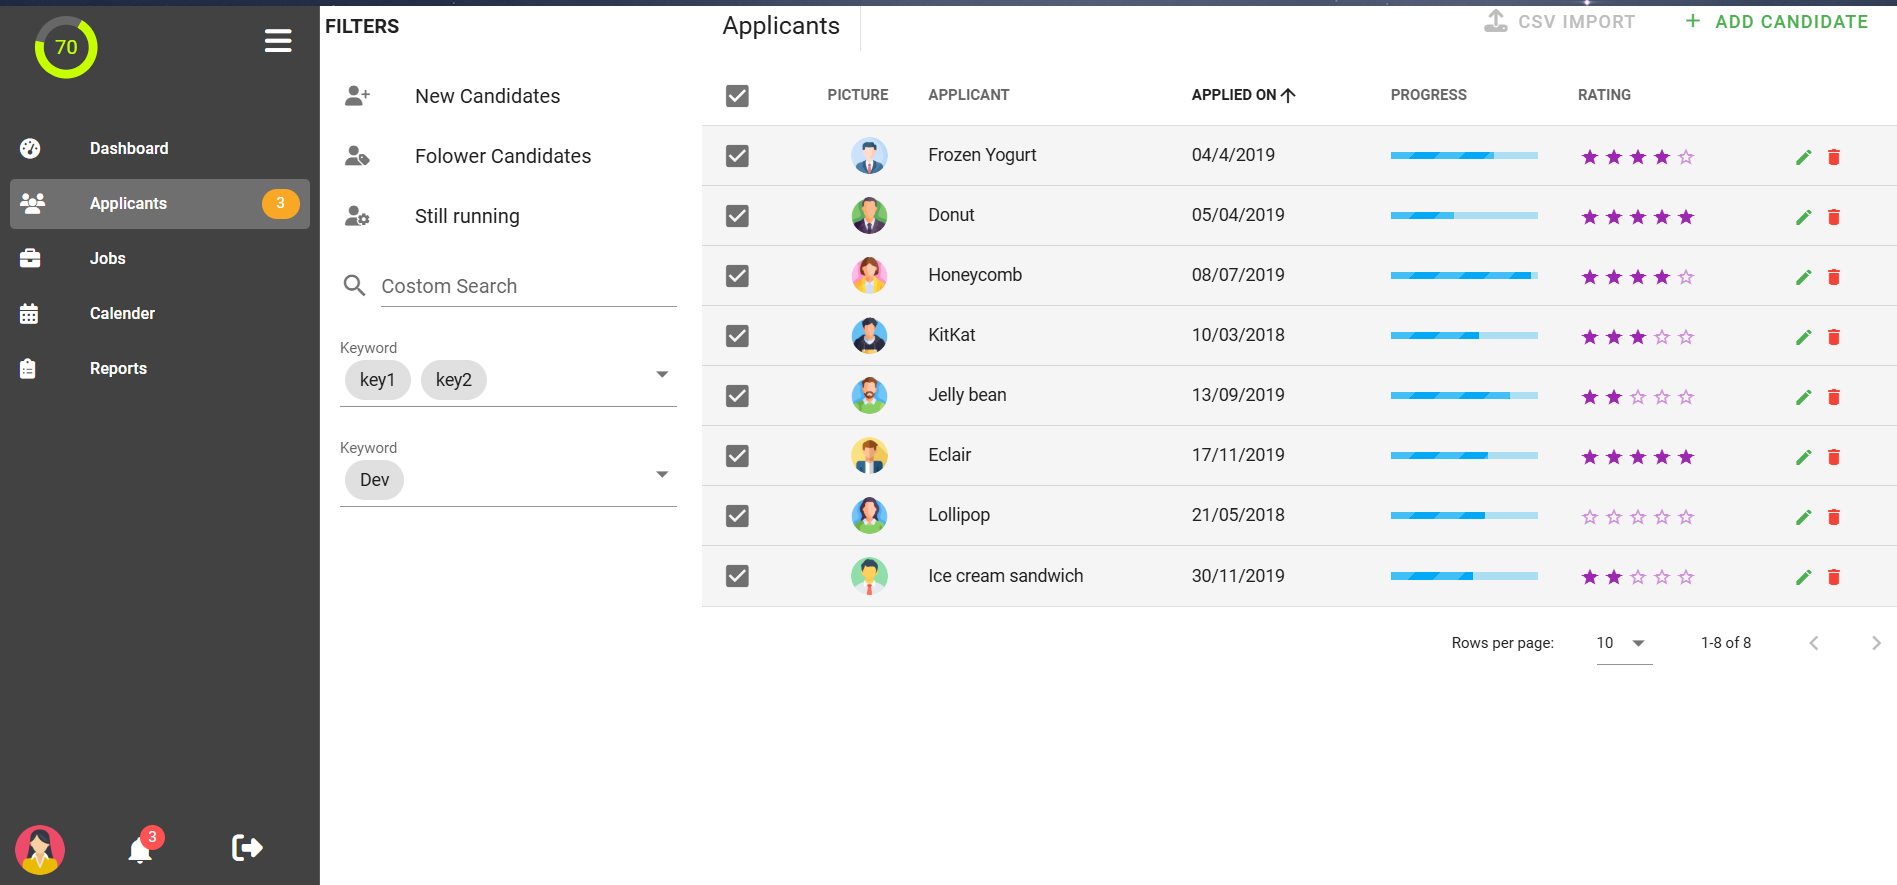 70
Dashboard
Applicants 3
Jobs
Calender
Reports
3
FILTERS
New Candidates
Folower Candidates
Still running
Costom Search
Keyword
key1 key2
Keyword
Dev
Applicants
CSV IMPORT
+ ADD CANDIDATE
PICTURE APPLICANT APPLIED ON PROGRESS RATING
Frozen Yogurt 04/4/2019
Donut 05/04/2019
Honeycomb 08/07/2019
KitKat 10/03/2018
Jelly bean 13/09/2019
Eclair 17/11/2019
Lollipop 21/05/2018
Ice cream sandwich 30/11/2019
Rows per page: 10 1-8 of 8